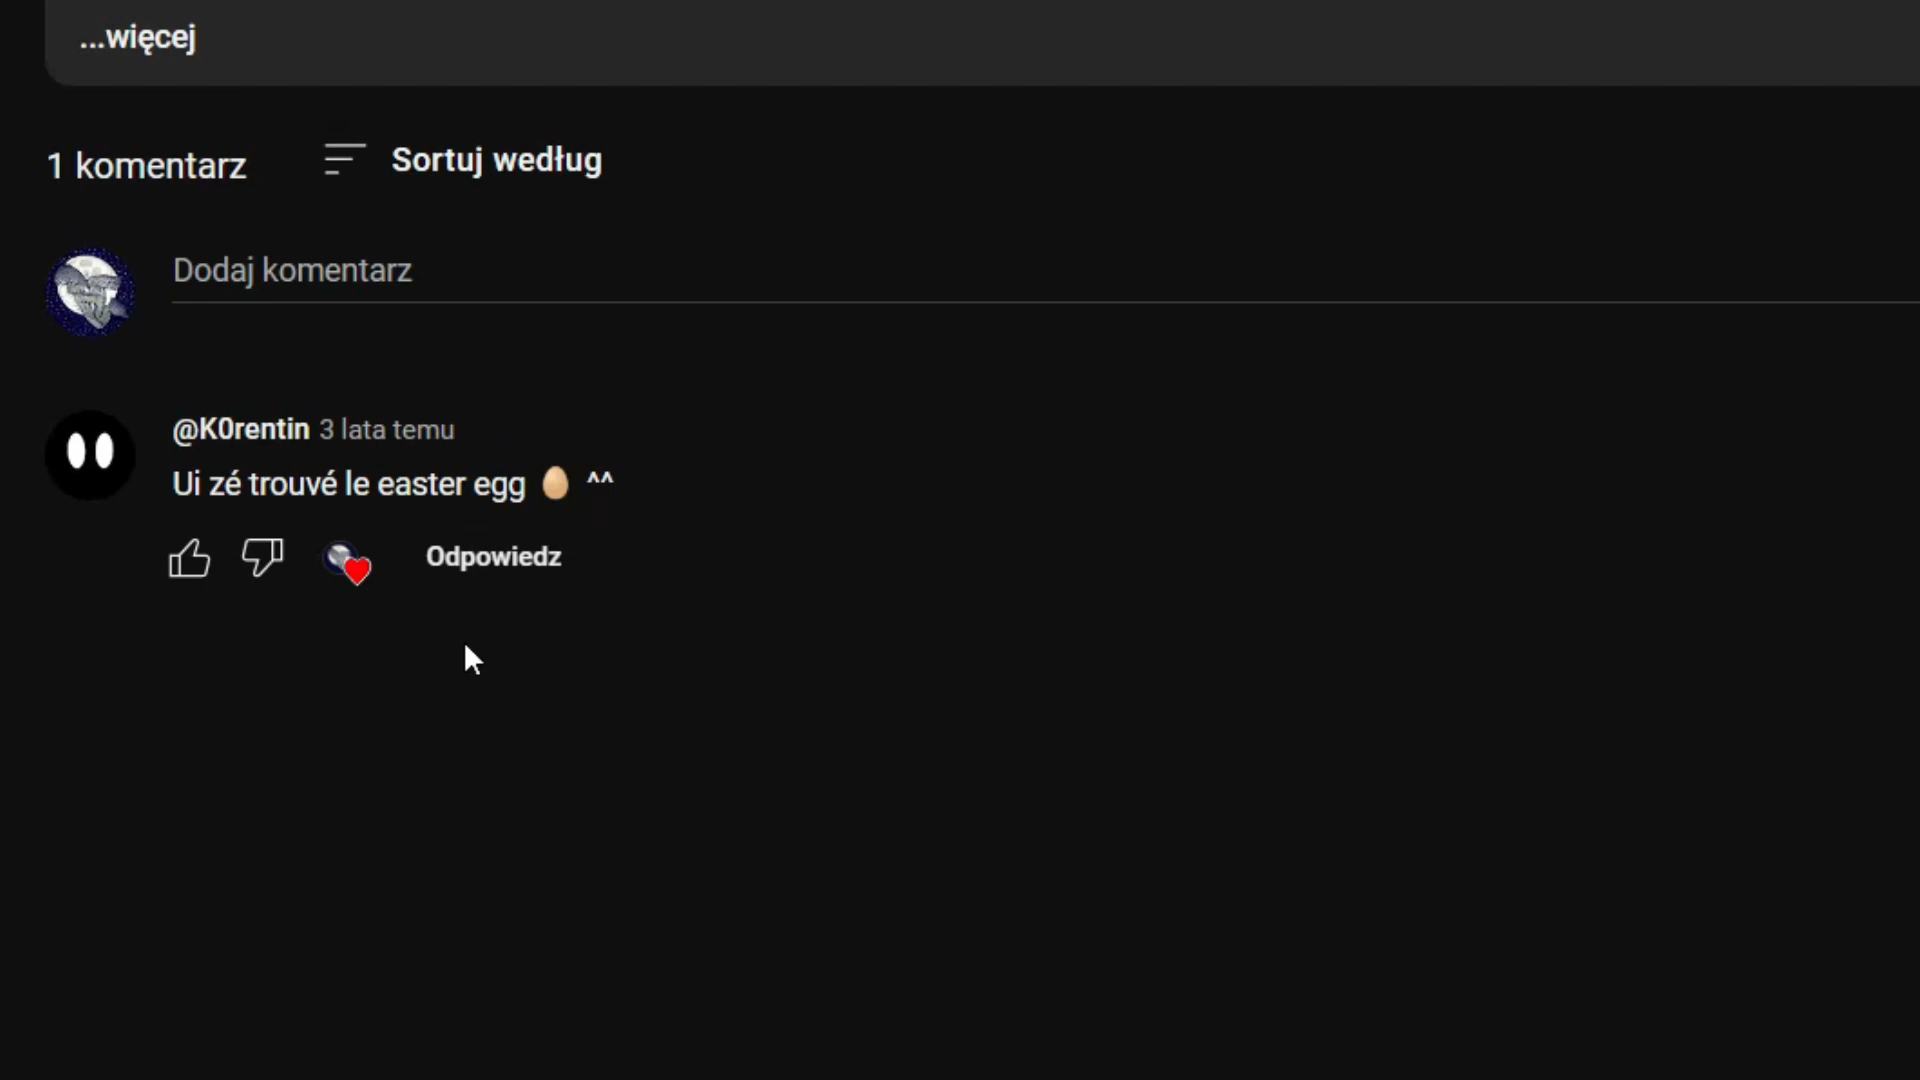 ...więcej
1 komentarz
Sortuj według
Dodaj komentarz
@K0rentin 3 lata temu
Ui zé trouvé le easter egg 🥚 ^^
Odpowiedz